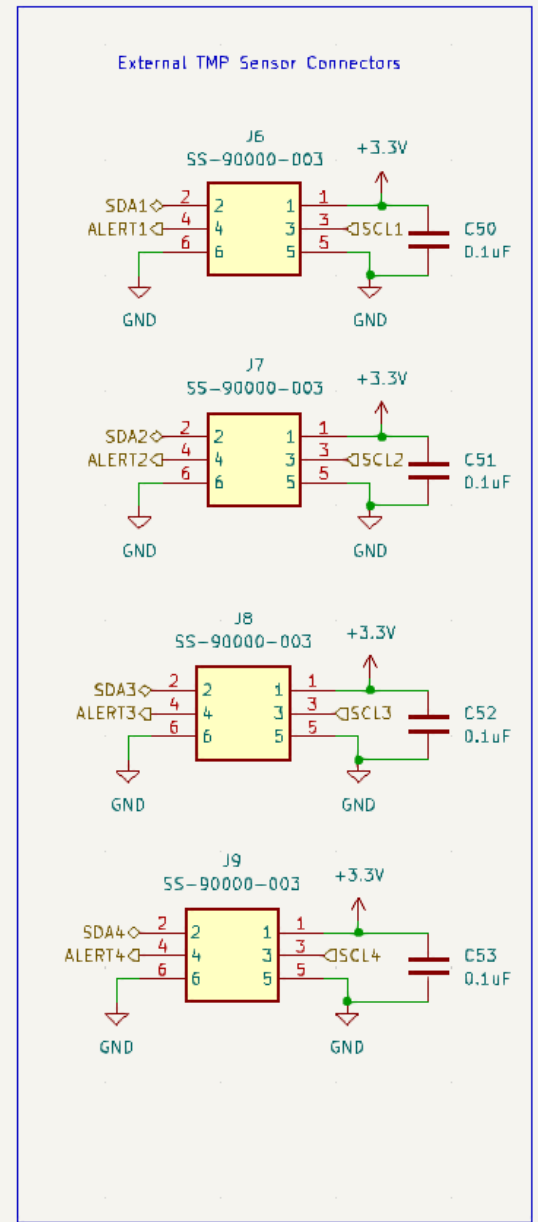 External TMP Sensor Connectors
J6
SS-90000-003
+3.3V
SDA1 2 2 1 1
ALERT1 4 4 3 3 SCL1 C50
6 6 5 5 0.1uF
GND GND
J7
SS-90000-003
+3.3V
SDA2 2 2 1 1
ALERT2 4 4 3 3 SCL2 C51
6 6 5 5 0.1uF
GND GND
J8
SS-90000-003
+3.3V
SDA3 2 2 1 1
ALERT3 4 4 3 3 SCL3 C52
6 6 5 5 0.1uF
GND GND
J9
SS-90000-003
+3.3V
SDA4 2 2 1 1
ALERT4 4 4 3 3 SCL4 C53
6 6 5 5 0.1uF
GND GND